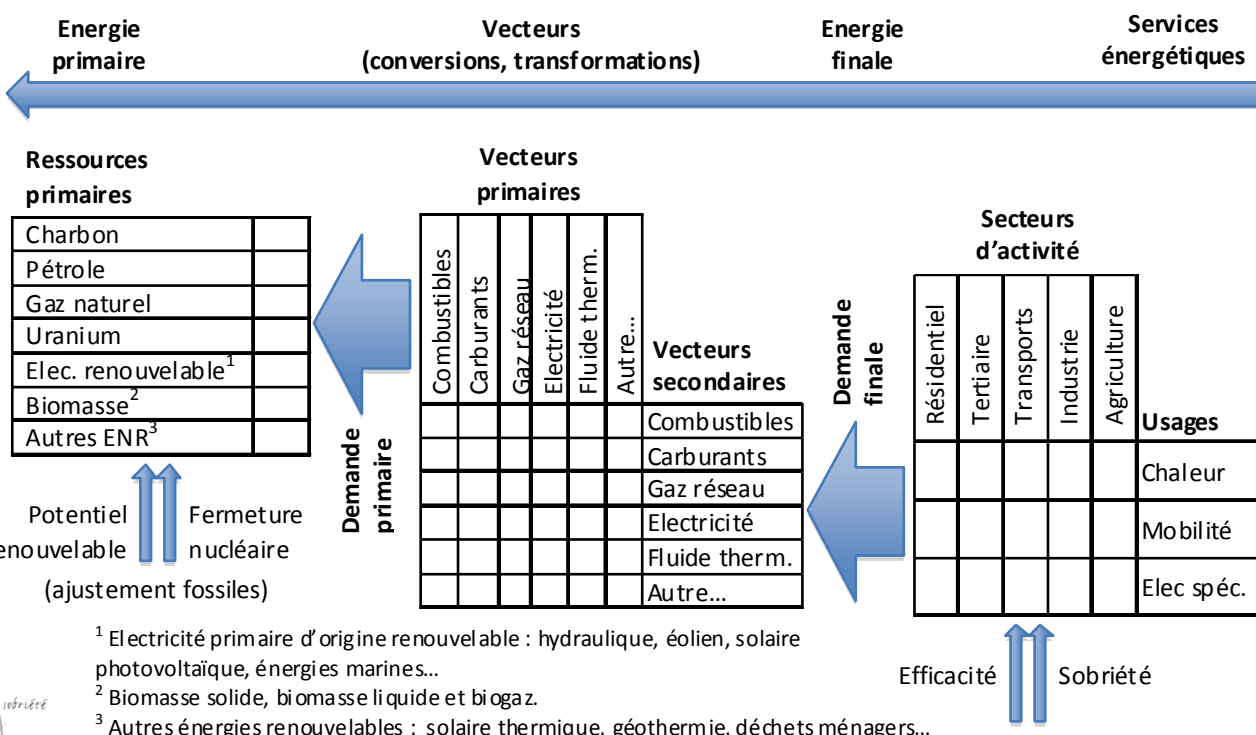 Energie
primaire
Vecteurs
(conversions, transformations)
Energie
finale
Services
énergétiques
Ressources
primaires
Charbon
Pétrole
Gaz naturel
Uranium
Elec. renouvelable¹
Biomasse²
Autres ENR³
Potentiel
enouvelable
Fermeture
nucléaire
(ajustement fossiles)
Demande
primaire
Vecteurs
primaires
Combustibles
Carburants
Gaz réseau
Electricité
Fluide therm.
Autre...
Vecteurs
secondaires
Combustibles
Carburants
Gaz réseau
Electricité
Fluide therm.
Autre...
Demande
finale
Secteurs
d'activité
Résidentiel
Tertiaire
Transports
Industrie
Agriculture
Usages
Chaleur
Mobilité
Elec spéc.
Efficacité
Sobriété
¹ Electricité primaire d'origine renouvelable : hydraulique, éolien, solaire
photovoltaïque, énergies marines...
² Biomasse solide, biomasse liquide et biogaz.
³ Autres énergies renouvelables : solaire thermique, géothermie, déchets ménagers...
sobriété